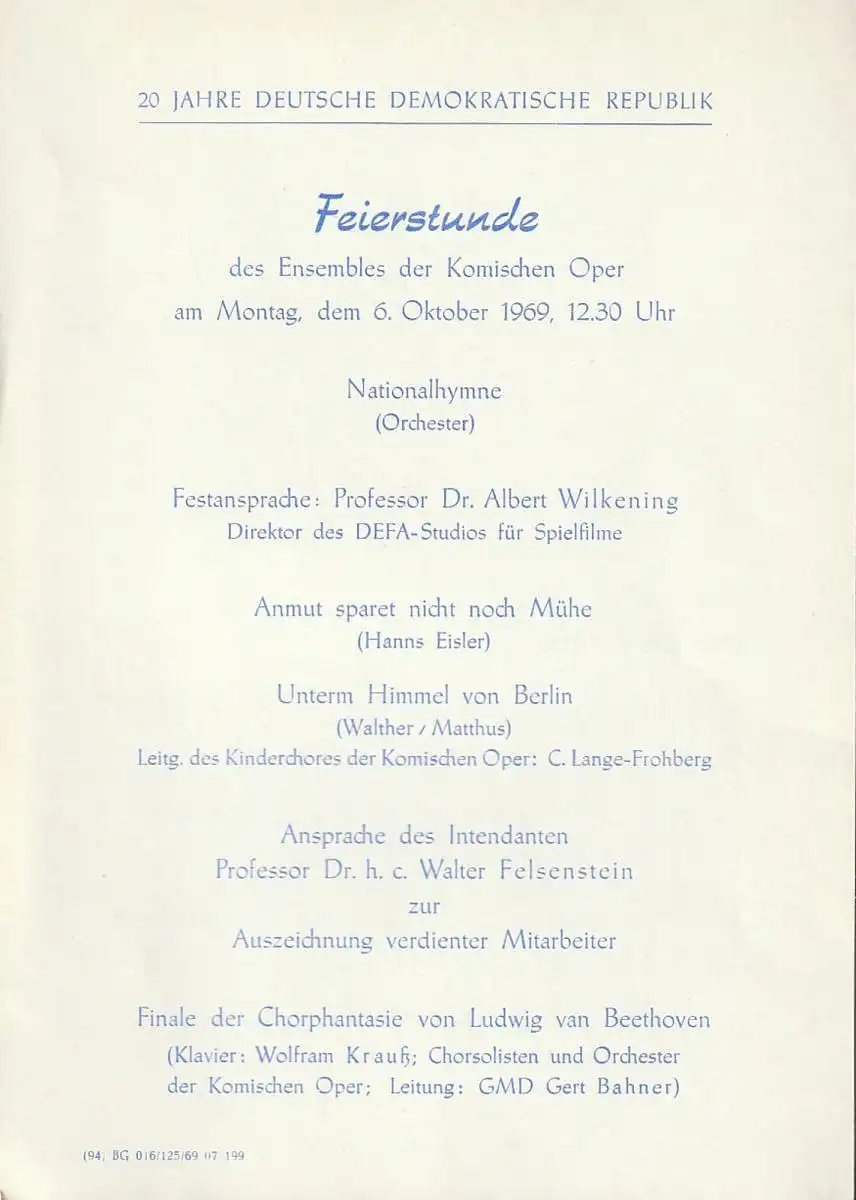 20 JAHRE DEUTSCHE DEMOKRATISCHE REPUBLIK
Feierstunde
des Ensembles der Komischen Oper
am Montag, dem 6. Oktober 1969, 12.30 Uhr
Nationalhymne
(Orchester)
Festansprache: Professor Dr. Albert Wilkening
Direktor des DEFA-Studios für Spielfilme
Anmut sparet nicht noch Mühe
(Hanns Eisler)
Unterm Himmel von Berlin
(Walther / Matthus)
Leitg. des Kinderchores der Komischen Oper: C. Lange-Frohberg
Ansprache des Intendanten
Professor Dr. h. c. Walter Felsenstein
zur
Auszeichnung verdienter Mitarbeiter
Finale der Chorphantasie von Ludwig van Beethoven
(Klavier: Wolfram Krauß; Chorsolisten und Orchester
der Komischen Oper; Leitung: GMD Gert Bahner)
(94) BG 016/125/69 07 199